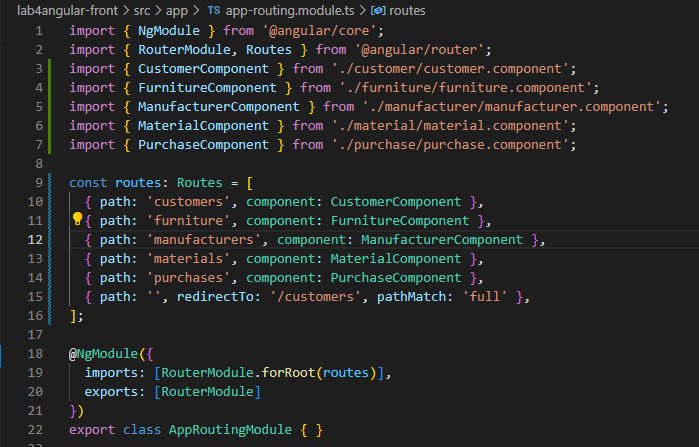 lab4angular-front > src > app > TS app-routing.module.ts > routes
1 import { NgModule } from '@angular/core';
2 import { RouterModule, Routes } from '@angular/router';
3 import { CustomerComponent } from './customer/customer.component';
4 import { FurnitureComponent } from './furniture/furniture.component';
5 import { ManufacturerComponent } from './manufacturer/manufacturer.component';
6 import { MaterialComponent } from './material/material.component';
7 import { PurchaseComponent } from './purchase/purchase.component';
8
9 const routes: Routes = [
10   { path: 'customers', component: CustomerComponent },
11   { path: 'furniture', component: FurnitureComponent },
12   { path: 'manufacturers', component: ManufacturerComponent },
13   { path: 'materials', component: MaterialComponent },
14   { path: 'purchases', component: PurchaseComponent },
15   { path: '', redirectTo: '/customers', pathMatch: 'full' },
16 ];
17
18 @NgModule({
19   imports: [RouterModule.forRoot(routes)],
20   exports: [RouterModule]
21 })
22 export class AppRoutingModule { }